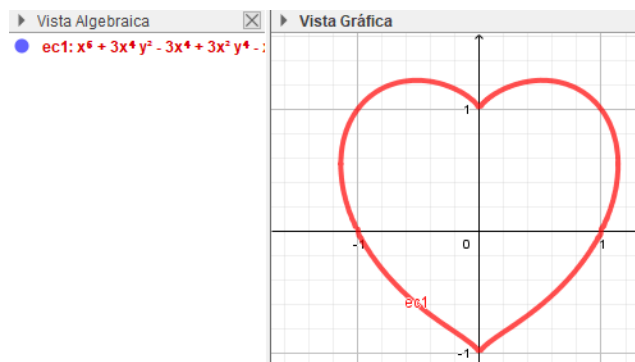 Vista Algebraica
Vista Gráfica
ec1: x⁶ + 3x⁴ y² - 3x⁴ + 3x² y⁴ -
1
-1
0
1
ec1
-1